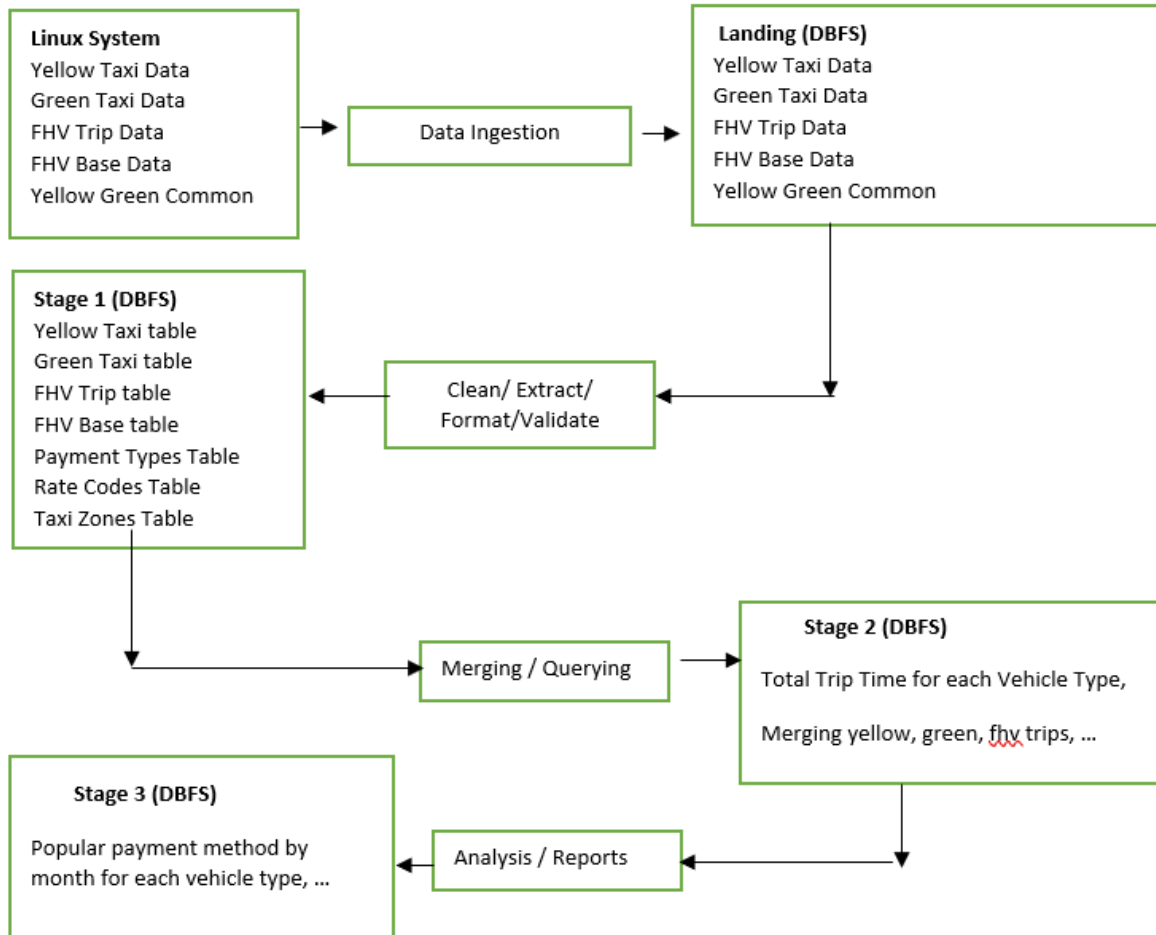 Linux System
Yellow Taxi Data
Green Taxi Data
FHV Trip Data
FHV Base Data
Yellow Green Common
Data Ingestion
Landing (DBFS)
Yellow Taxi Data
Green Taxi Data
FHV Trip Data
FHV Base Data
Yellow Green Common
Stage 1 (DBFS)
Yellow Taxi table
Green Taxi table
FHV Trip table
FHV Base table
Payment Types Table
Rate Codes Table
Taxi Zones Table
Clean/ Extract/
Format/Validate
Merging / Querying
Stage 2 (DBFS)
Total Trip Time for each Vehicle Type,
Merging yellow, green, fhv trips, ...
Stage 3 (DBFS)
Popular payment method by
month for each vehicle type, ...
Analysis / Reports